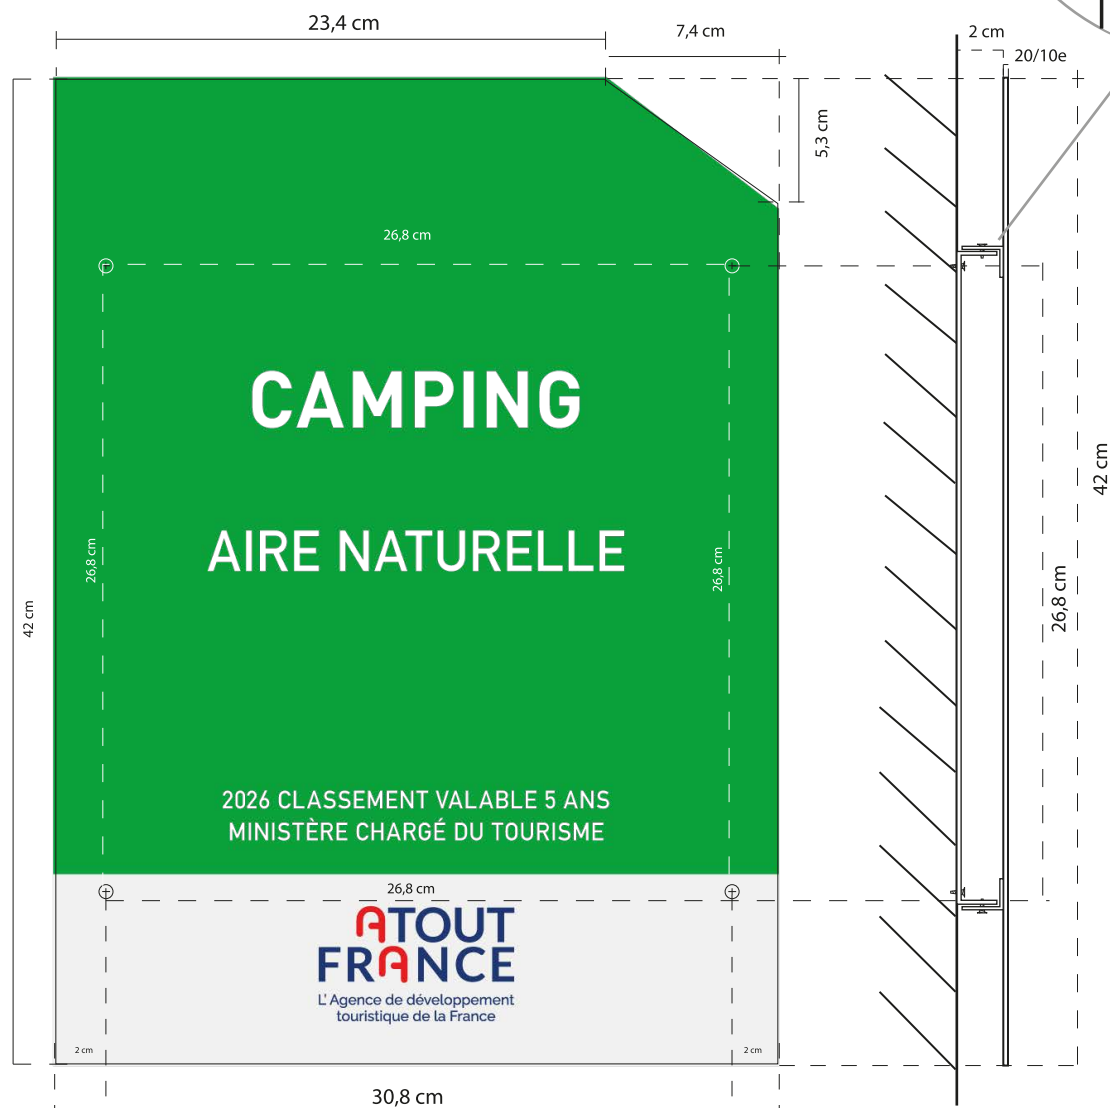 23,4 cm
7,4 cm
2 cm
20/10e
5,3 cm
26,8 cm
CAMPING
AIRE NATURELLE
26,8 cm
26,8 cm
42 cm
42 cm
26,8 cm
2026 CLASSEMENT VALABLE 5 ANS
MINISTÈRE CHARGÉ DU TOURISME
26,8 cm
ATOUT
FRANCE
L'Agence de développement
touristique de la France
2 cm
2 cm
30,8 cm